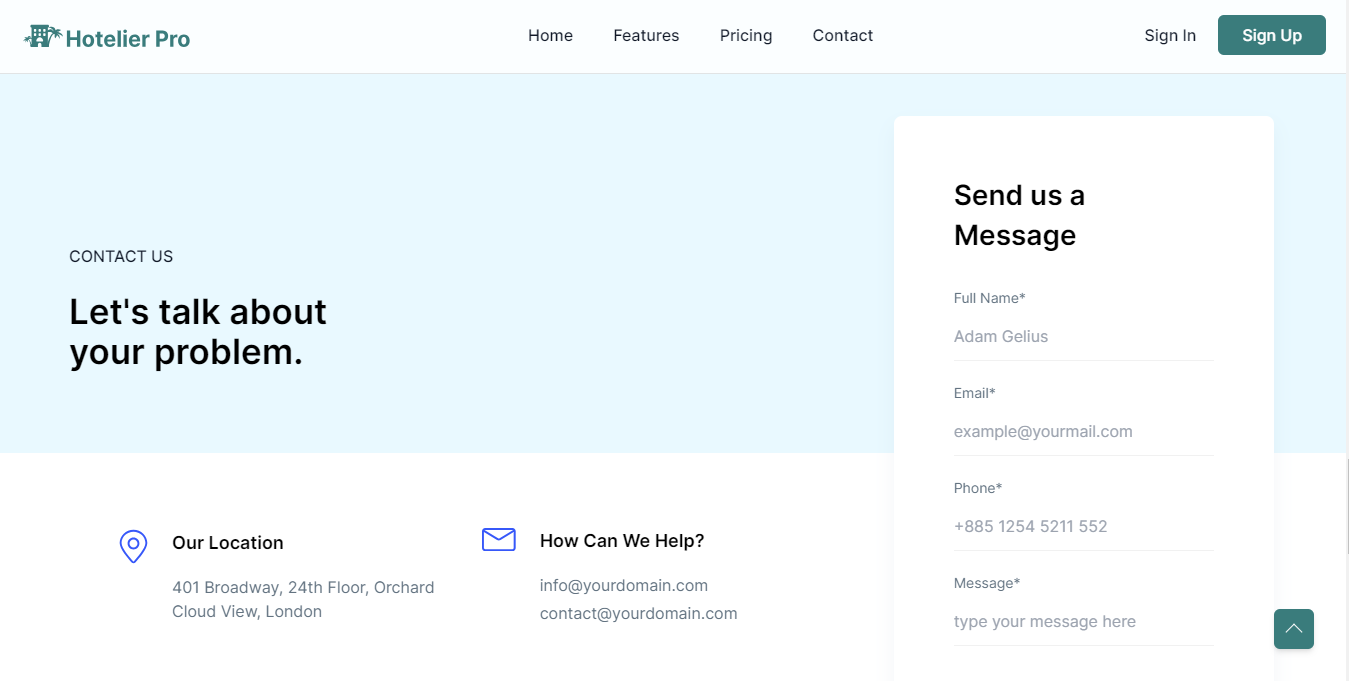 Hotelier Pro
Home
Features
Pricing
Contact
Sign In
Sign Up
CONTACT US
Let's talk about
your problem.
Our Location
401 Broadway, 24th Floor, Orchard
Cloud View, London
How Can We Help?
info@yourdomain.com
contact@yourdomain.com
Send us a
Message
Full Name*
Adam Gelius
Email*
example@yourmail.com
Phone*
+885 1254 5211 552
Message*
type your message here